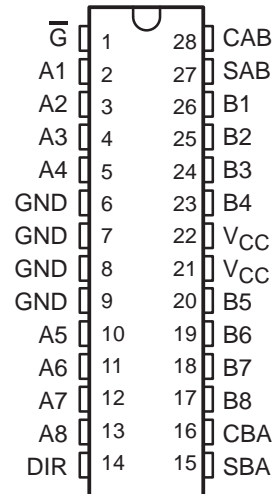 G̅ 1 28 CAB
A1 2 27 SAB
A2 3 26 B1
A3 4 25 B2
A4 5 24 B3
GND 6 23 B4
GND 7 22 VCC
GND 8 21 VCC
GND 9 20 B5
A5 10 19 B6
A6 11 18 B7
A7 12 17 B8
A8 13 16 CBA
DIR 14 15 SBA